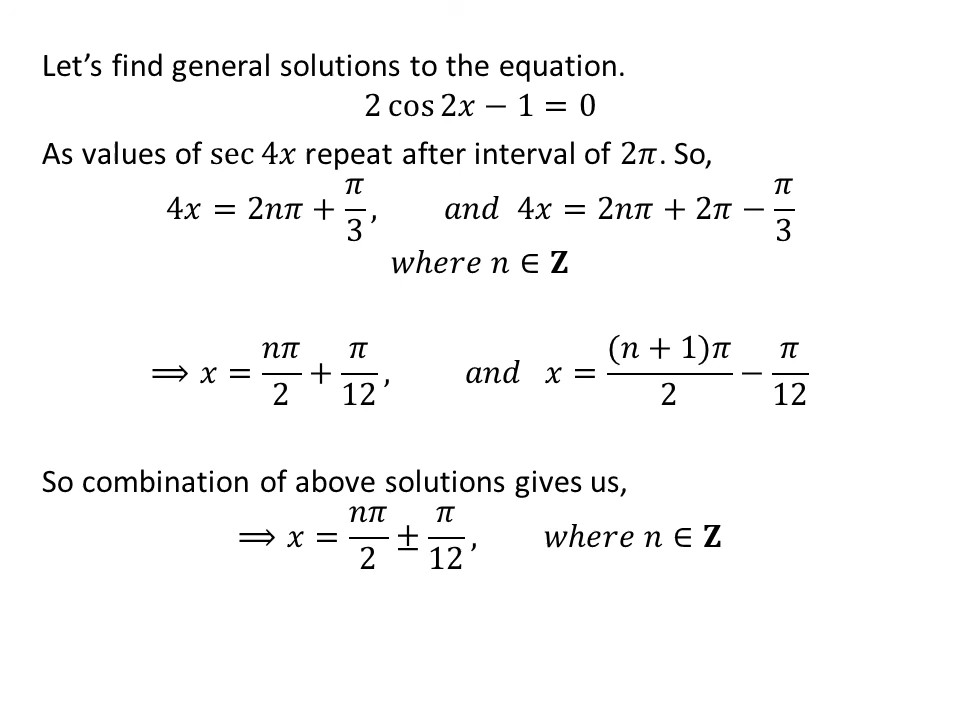 Let’s find general solutions to the equation.
2 cos 2𝑥 − 1 = 0
As values of sec 4𝑥 repeat after interval of 2𝜋. So,
4𝑥 = 2𝑛𝜋 + 𝜋/3, 𝑎𝑛𝑑 4𝑥 = 2𝑛𝜋 + 2𝜋 − 𝜋/3
𝑤ℎ𝑒𝑟𝑒 𝑛 ∈ 𝐙
⟹ 𝑥 = 𝑛𝜋/2 + 𝜋/12, 𝑎𝑛𝑑 𝑥 = (𝑛 + 1)𝜋/2 − 𝜋/12
So combination of above solutions gives us,
⟹ 𝑥 = 𝑛𝜋/2 ± 𝜋/12, 𝑤ℎ𝑒𝑟𝑒 𝑛 ∈ 𝐙